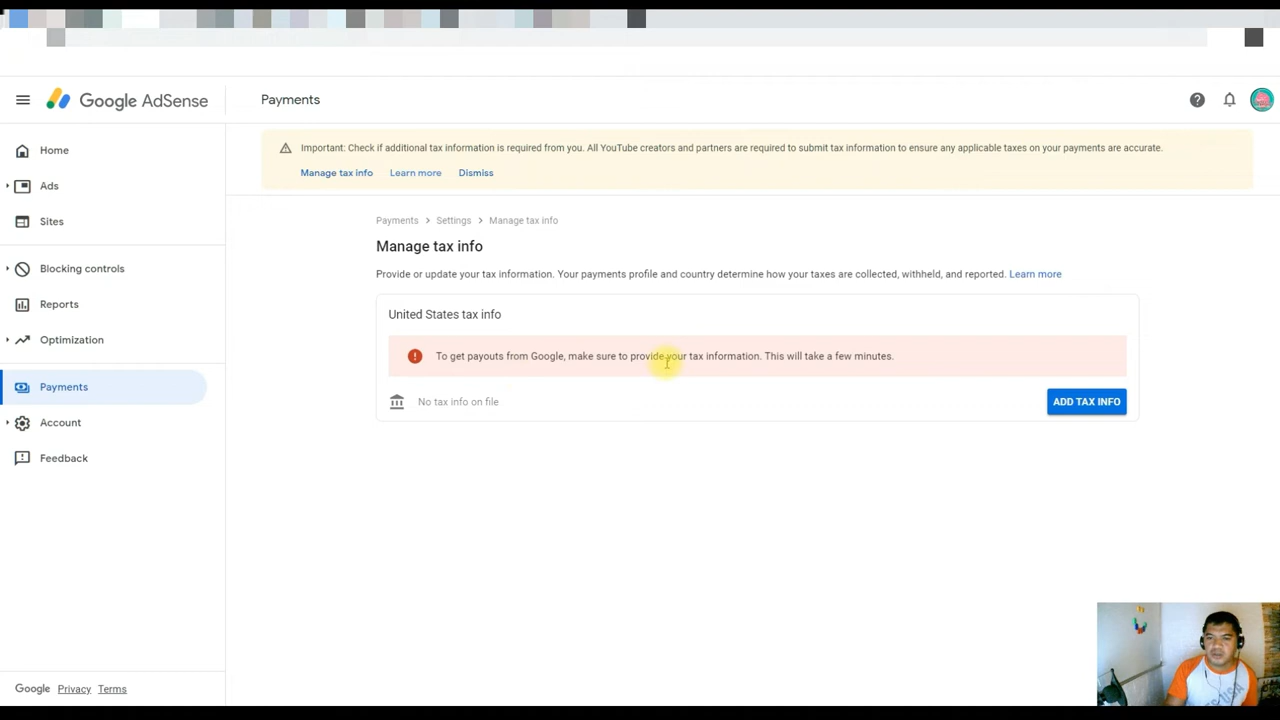 Google AdSense
Payments
Home
Ads
Sites
Blocking controls
Reports
Optimization
Payments
Account
Feedback
Google Privacy Terms
Important: Check if additional tax information is required from you. All YouTube creators and partners are required to submit tax information to ensure any applicable taxes on your payments are accurate.
Manage tax info Learn more Dismiss
Payments > Settings > Manage tax info
Manage tax info
Provide or update your tax information. Your payments profile and country determine how your taxes are collected, withheld, and reported. Learn more
United States tax info
To get payouts from Google, make sure to provide your tax information. This will take a few minutes.
No tax info on file
ADD TAX INFO